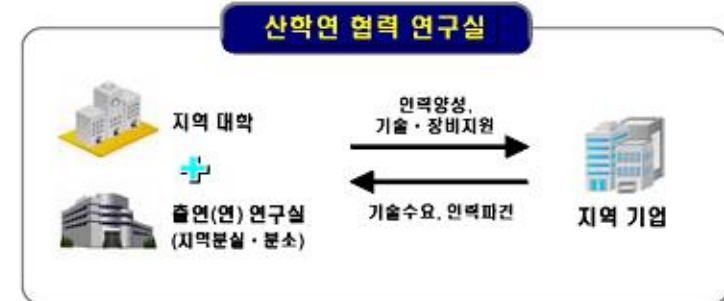 산학연 협력 연구실
지역 대학
인력양성,
기술·장비지원
출연(연) 연구실
(지역분실·분소)
기술수요, 인력파견
지역 기업